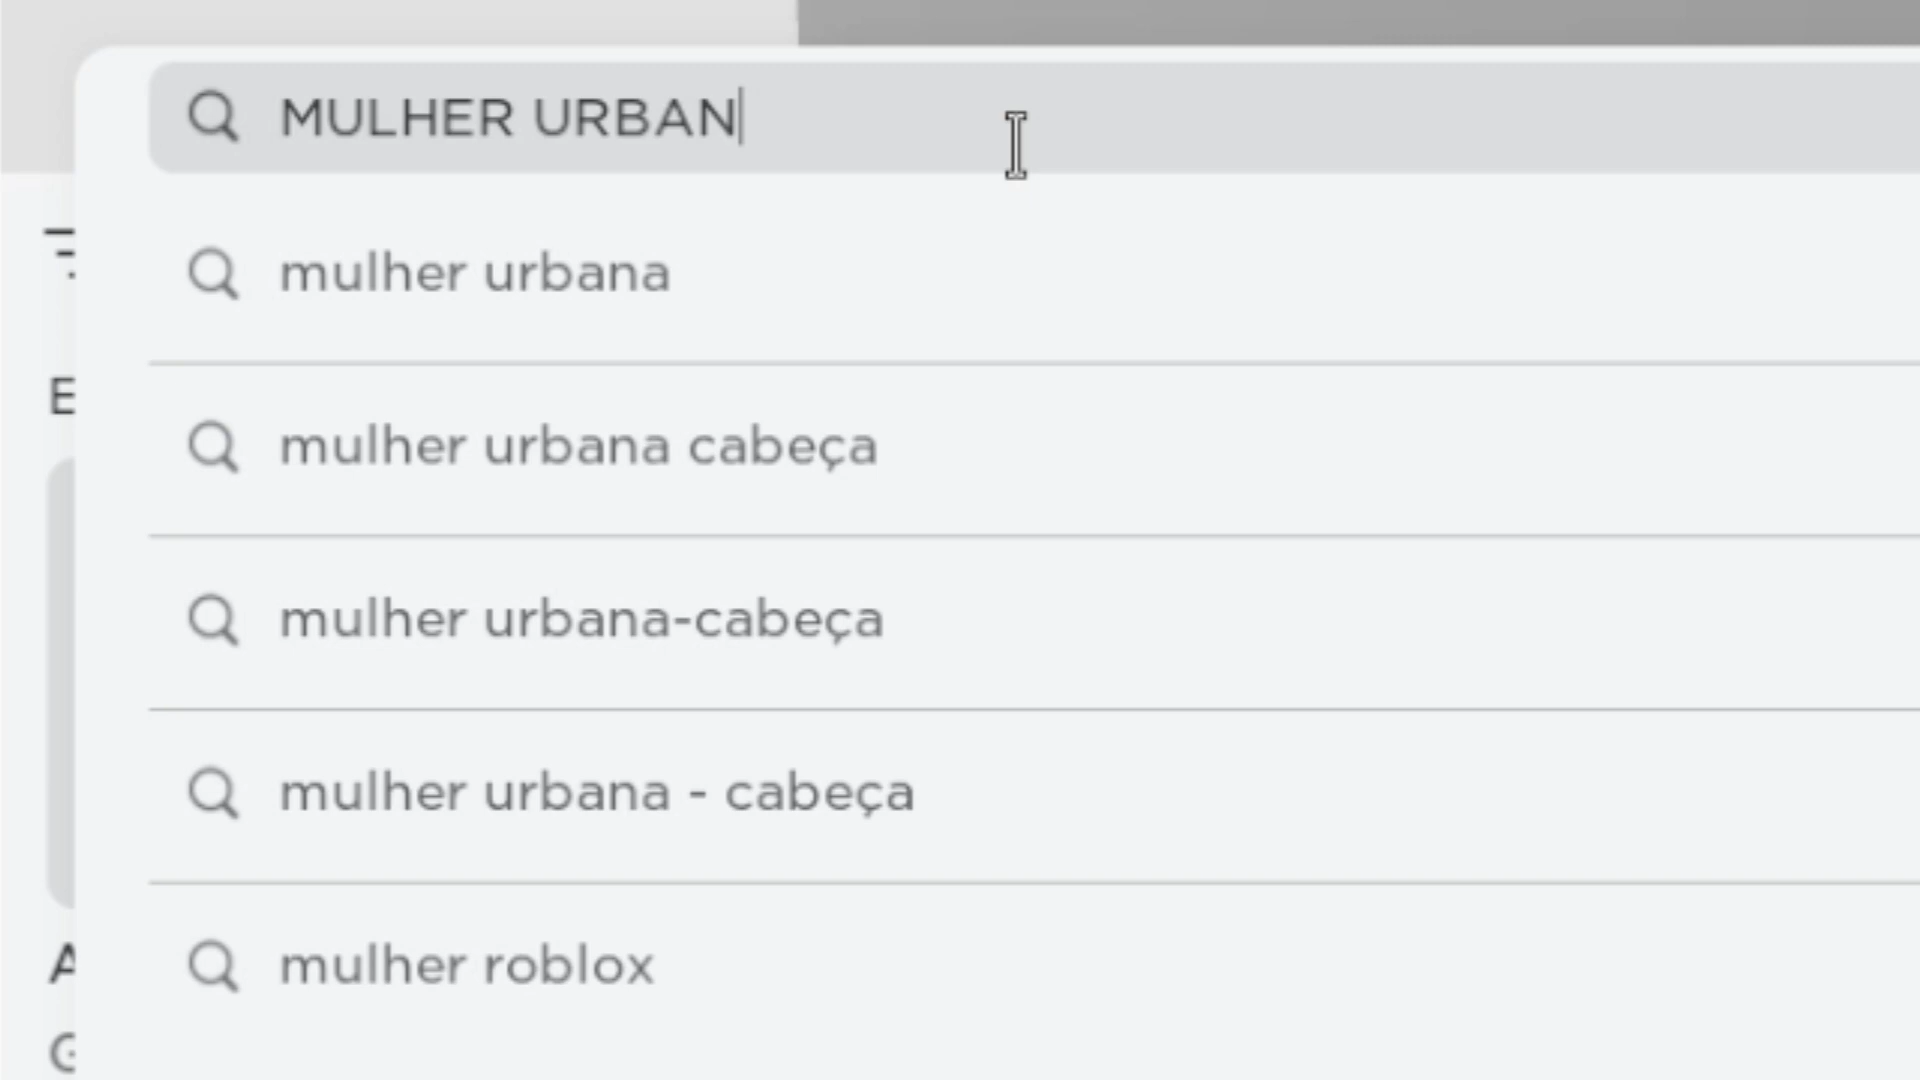 MULHER URBAN
mulher urbana
mulher urbana cabeça
mulher urbana-cabeça
mulher urbana - cabeça
mulher roblox